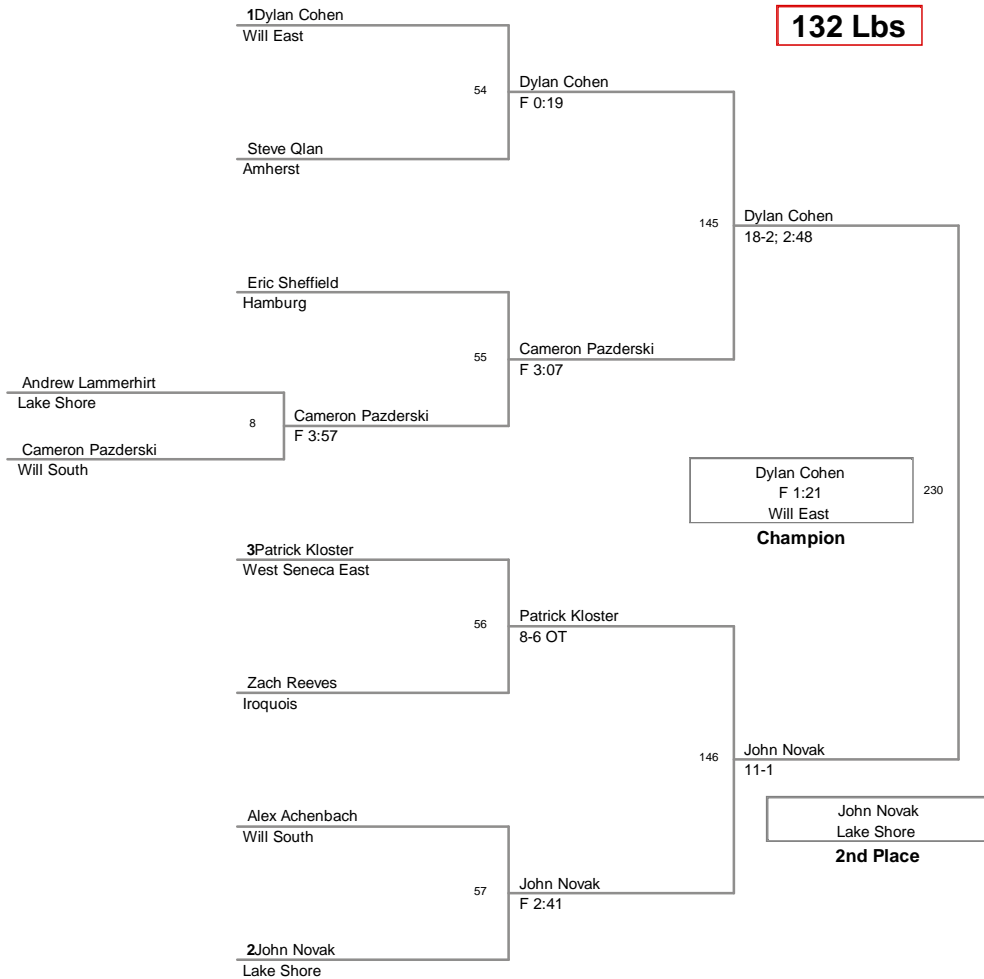 132 Lbs
1Dylan Cohen
Will East
54
Dylan Cohen
F 0:19
Steve Qlan
Amherst
145
Dylan Cohen
18-2; 2:48
Eric Sheffield
Hamburg
55
Cameron Pazderski
F 3:07
Andrew Lammerhirt
Lake Shore
8
Cameron Pazderski
F 3:57
Cameron Pazderski
Will South
Dylan Cohen
F 1:21
Will East
230
Champion
3Patrick Kloster
West Seneca East
56
Patrick Kloster
8-6 OT
Zach Reeves
Iroquois
146
John Novak
11-1
Alex Achenbach
Will South
John Novak
Lake Shore
2nd Place
57
John Novak
F 2:41
2John Novak
Lake Shore